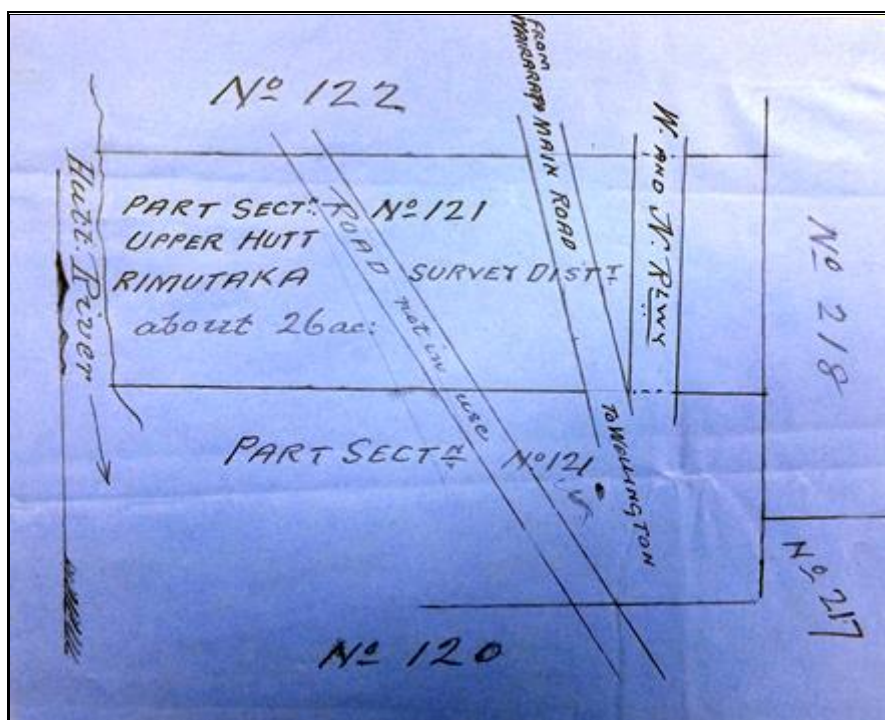 No 122
FROM
WAIRARAPA MAIN ROAD
W. AND N. RLWY
Hutt River
PART SECTN No 121
UPPER HUTT
RIMUTAKA SURVEY DISTT
about 26ac:
ROAD not in use
No 218
PART SECTN No 121
TO WELLINGTON
No 217
No 120